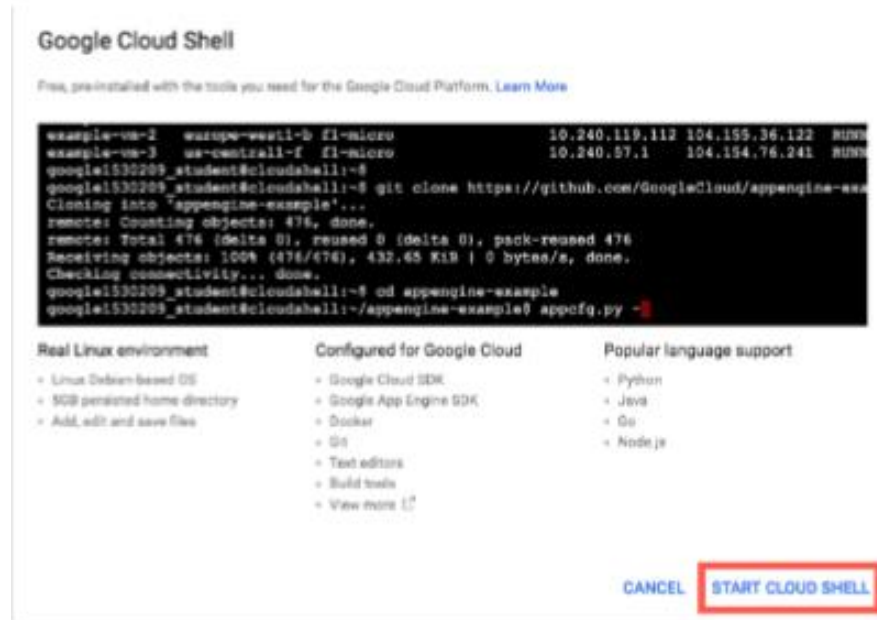 Google Cloud Shell
Free, pre-installed with the tools you need for the Google Cloud Platform. Learn More
example-vm-2 europe-west1-b f1-micro 10.240.119.112 104.155.36.122 RUNN
example-vm-3 us-central1-f f1-micro 10.240.57.1 104.154.76.241 RUNN
google1530209_student@cloudshell:~$
google1530209_student@cloudshell:~$ git clone https://github.com/GoogleCloud/appengine-exa
Cloning into 'appengine-example'...
remote: Counting objects: 476, done.
remote: Total 476 (delta 0), reused 0 (delta 0), pack-reused 476
Receiving objects: 100% (476/476), 432.65 KiB | 0 bytes/s, done.
Checking connectivity... done.
google1530209_student@cloudshell:~$ cd appengine-example
google1530209_student@cloudshell:~/appengine-example$ appcfg.py -
Real Linux environment
Linux Debian-based OS
5GB persisted home directory
Add, edit and save files
Configured for Google Cloud
Google Cloud SDK
Google App Engine SDK
Docker
Git
Text editors
Build tools
View more
Popular language support
Python
Java
Go
Node.js
CANCEL START CLOUD SHELL